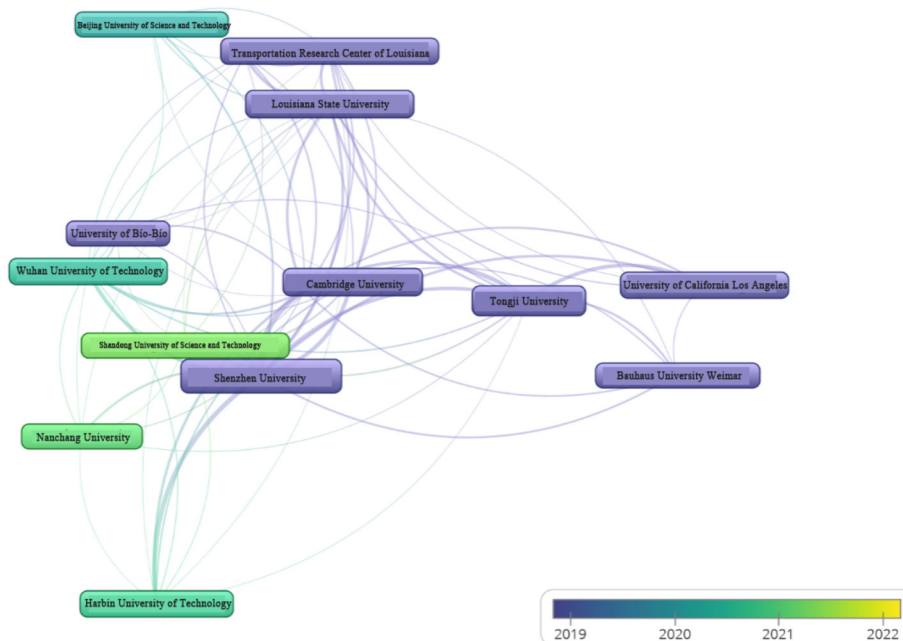 Beijing University of Science and Technology
Transportation Research Center of Louisiana
Louisiana State University
University of Bío-Bío
Wuhan University of Technology
Cambridge University
University of California Los Angeles
Tongji University
Shandong University of Science and Technology
Shenzhen University
Bauhaus University Weimar
Nanchang University
Harbin University of Technology
2019 2020 2021 2022